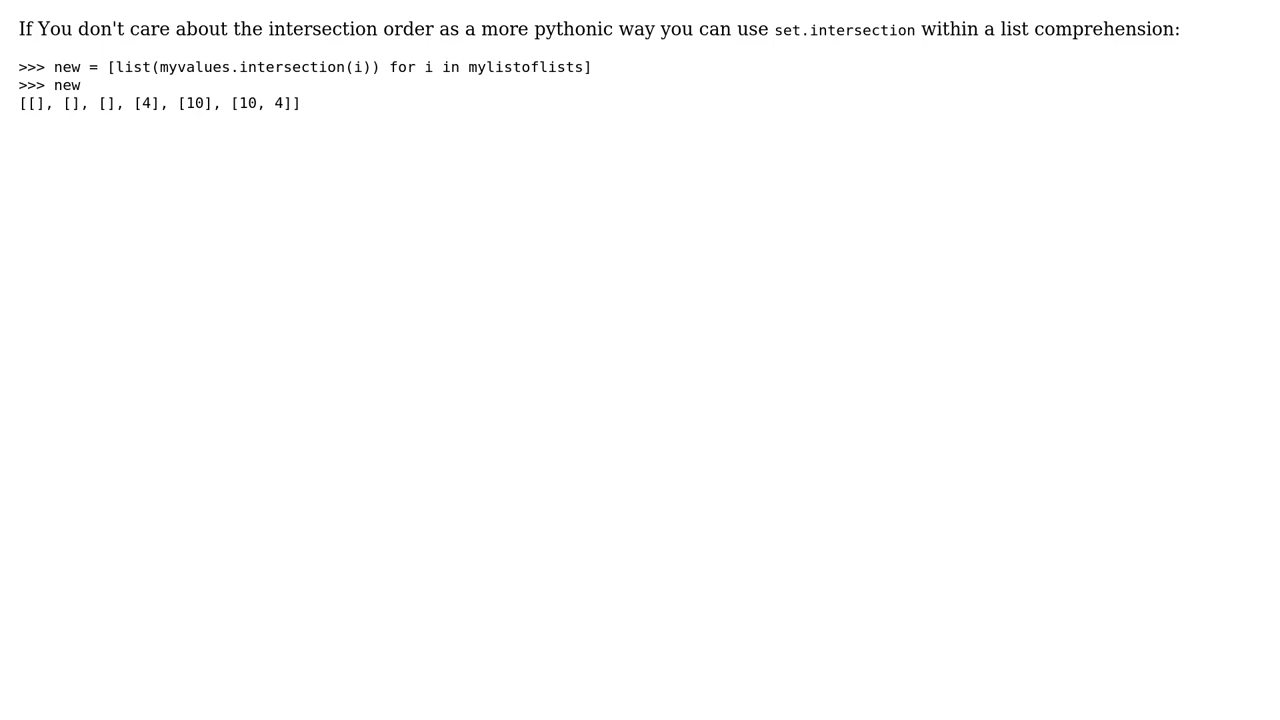 If You don't care about the intersection order as a more pythonic way you can use set.intersection within a list comprehension:
>>> new = [list(myvalues.intersection(i)) for i in mylistoflists]
>>> new
[[], [], [], [4], [10], [10, 4]]